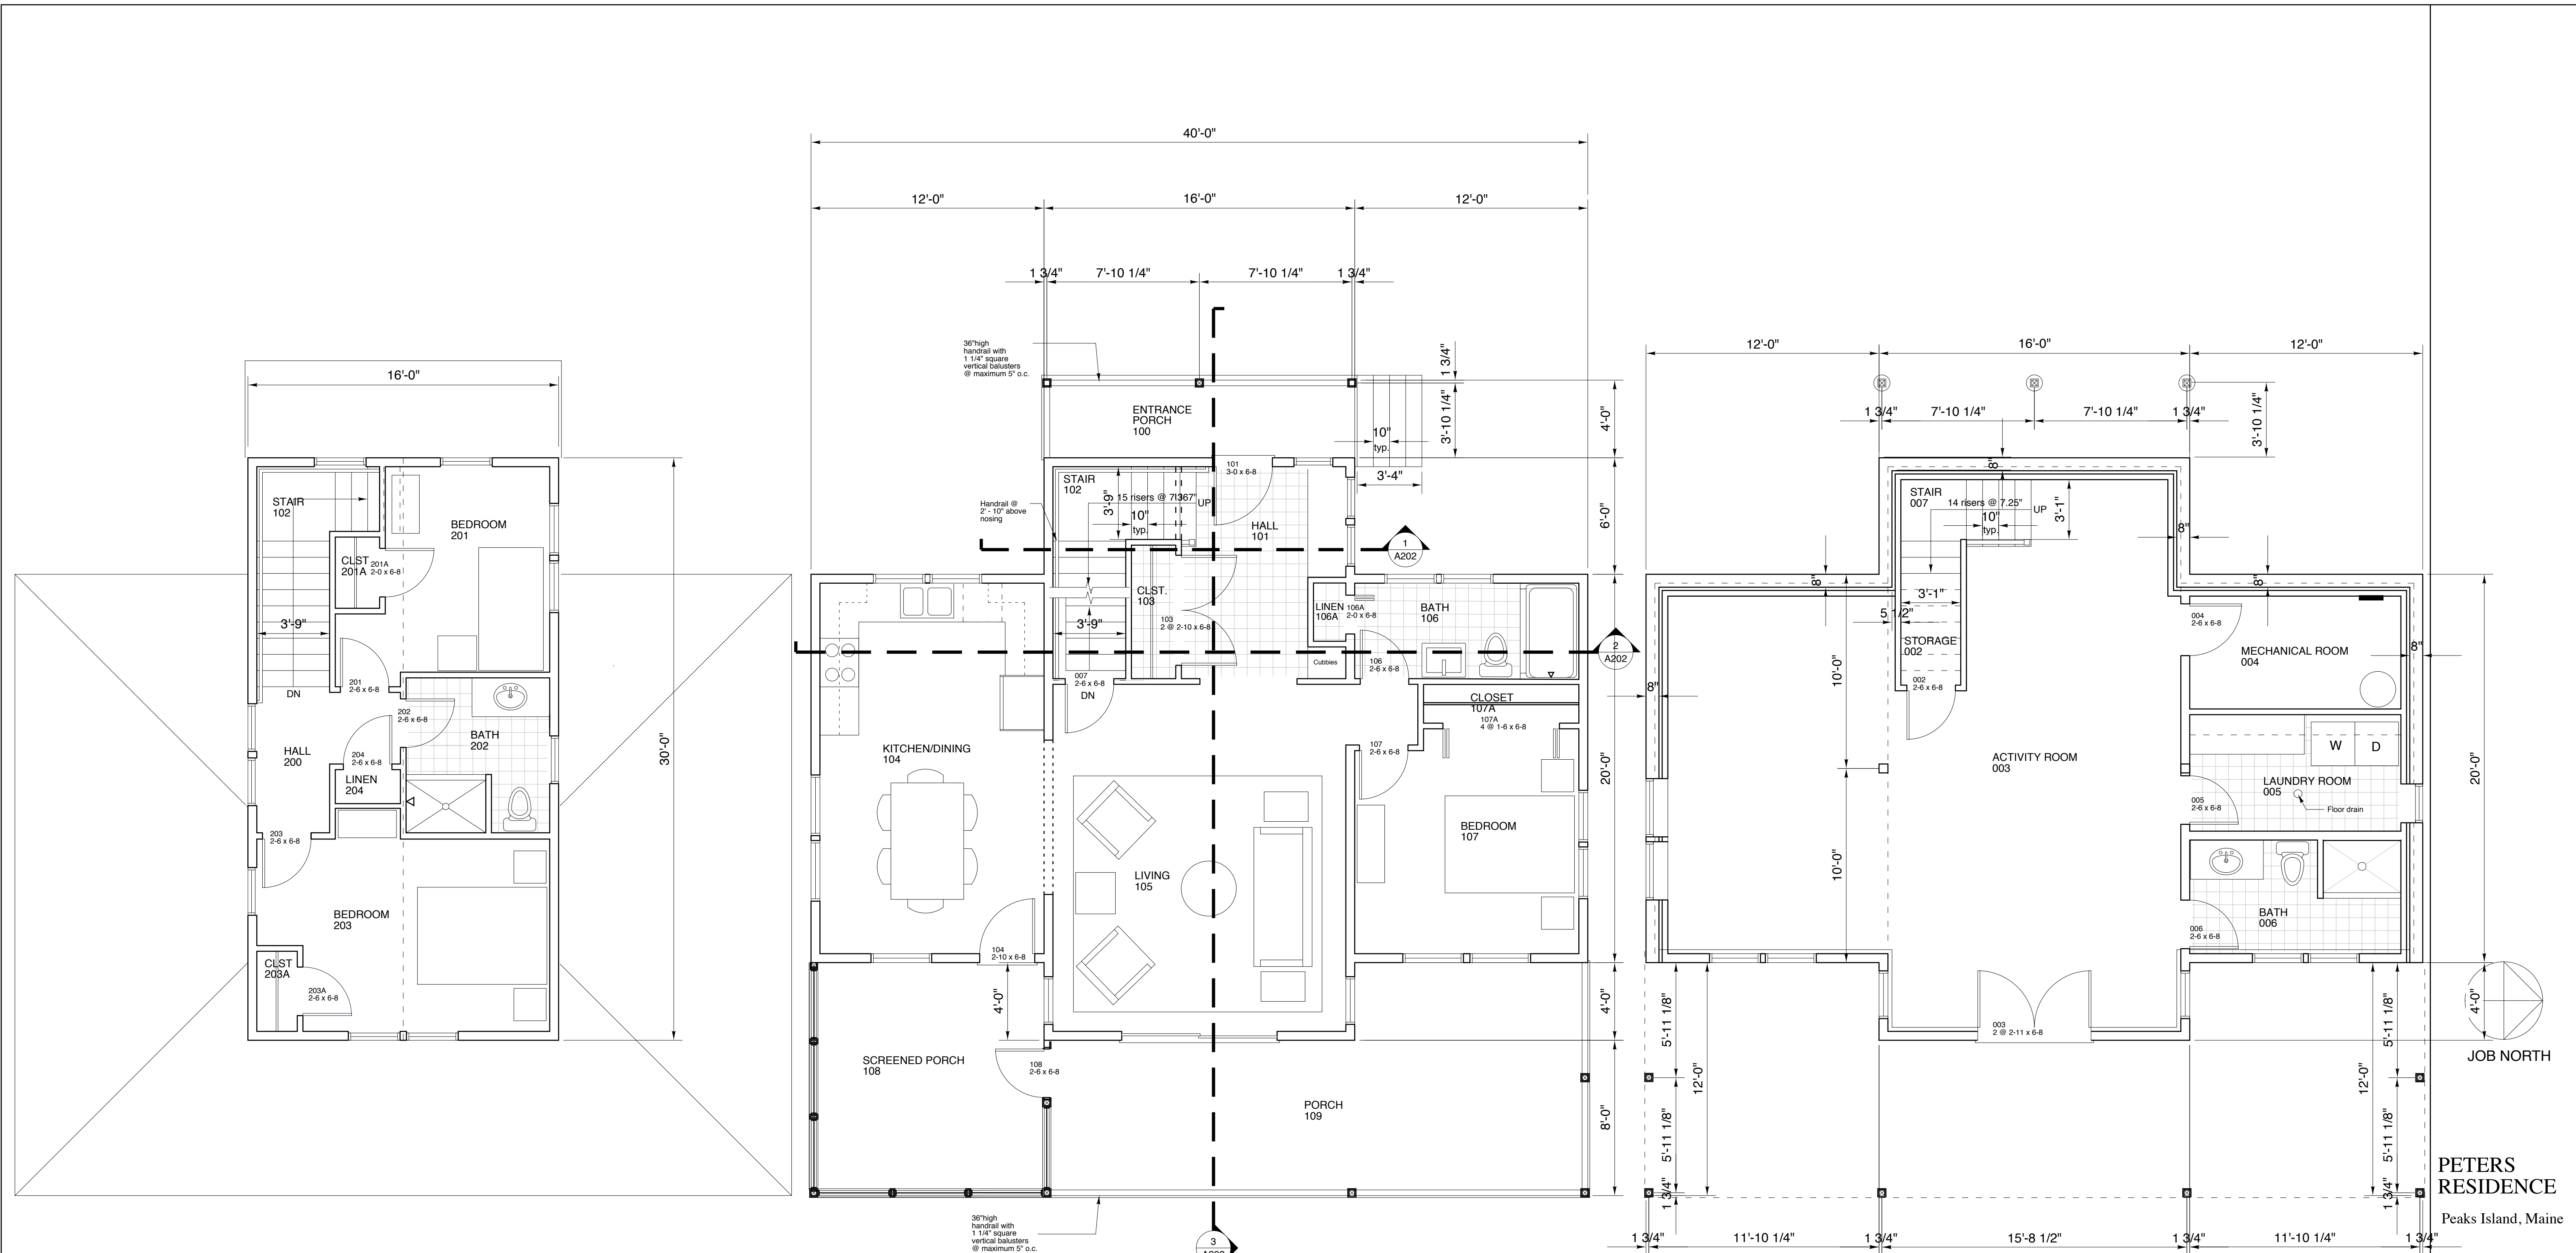 16'-0"
STAIR
102
BEDROOM
201
CLST
201A
201A
2-0 x 6-8
3'-9"
DN
201
2-6 x 6-8
202
2-6 x 6-8
BATH
202
HALL
200
204
2-6 x 6-8
LINEN
204
203
2-6 x 6-8
BEDROOM
203
CLST
203A
203A
2-6 x 6-8
30'-0"
40'-0"
12'-0"
16'-0"
12'-0"
1 3/4"
7'-10 1/4"
7'-10 1/4"
1 3/4"
36"high
handrail with
1 1/4" square
vertical balusters
@ maximum 5" o.c.
ENTRANCE
PORCH
100
1 3/4"
3'-10 1/4"
4'-0"
10"
typ.
3'-4"
STAIR
102
3'-9"
15 risers @ 7.367"
UP
10"
typ.
101
3-0 x 6-8
HALL
101
Handrail @
2' - 10" above
nosing
6'-0"
1
A202
CLST.
103
103
2 @ 2-10 x 6-8
LINEN
106A
106A
2-0 x 6-8
BATH
106
3'-9"
Cubbies
106
2-6 x 6-8
2
A202
007
2-6 x 6-8
DN
CLOSET
107A
107A
4 @ 1-6 x 6-8
KITCHEN/DINING
104
107
2-6 x 6-8
20'-0"
LIVING
105
BEDROOM
107
104
2-10 x 6-8
4'-0"
4'-0"
SCREENED PORCH
108
108
2-6 x 6-8
PORCH
109
8'-0"
36"high
handrail with
1 1/4" square
vertical balusters
@ maximum 5" o.c.
3
12'-0"
16'-0"
12'-0"
1 3/4"
7'-10 1/4"
7'-10 1/4"
1 3/4"
3'-10 1/4"
8"
STAIR
007
14 risers @ 7.25"
UP
10"
typ.
3'-1"
8"
8"
8"
3'-1"
5 1/2"
STORAGE
002
002
2-6 x 6-8
10'-0"
8"
8"
004
2-6 x 6-8
MECHANICAL ROOM
004
ACTIVITY ROOM
003
W
D
LAUNDRY ROOM
005
Floor drain
005
2-6 x 6-8
20'-0"
10'-0"
BATH
006
006
2-6 x 6-8
003
2 @ 2-11 x 6-8
4'-0"
JOB NORTH
5'-11 1/8"
12'-0"
5'-11 1/8"
1 3/4"
5'-11 1/8"
12'-0"
5'-11 1/8"
1 3/4"
1 3/4"
11'-10 1/4"
1 3/4"
15'-8 1/2"
1 3/4"
11'-10 1/4"
1 3/4"
PETERS
RESIDENCE
Peaks Island, Maine